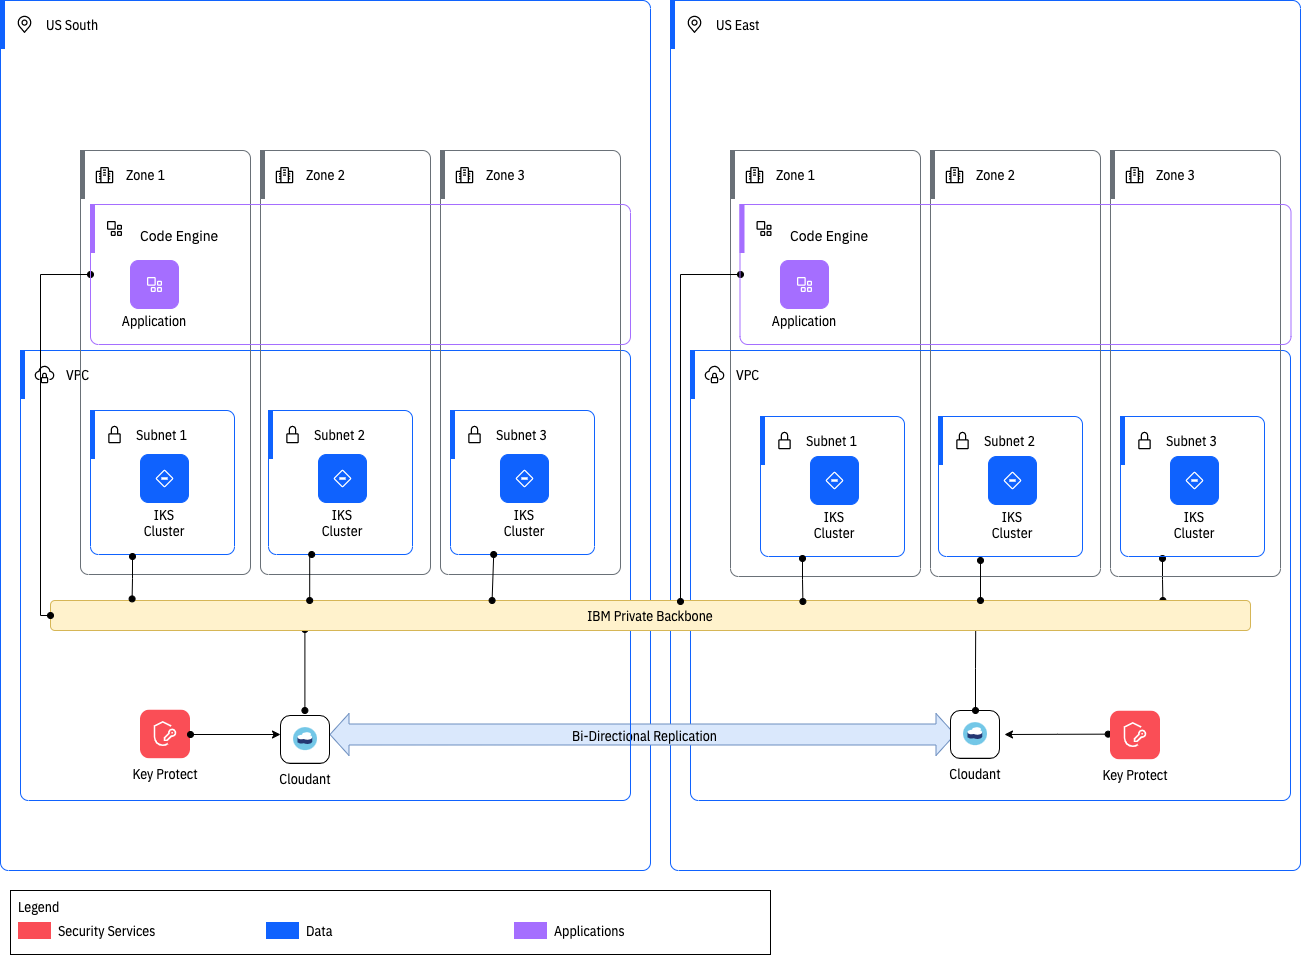 US South
US East
Zone 1
Zone 2
Zone 3
Zone 1
Zone 2
Zone 3
Code Engine
Code Engine
Application
Application
VPC
VPC
Subnet 1
Subnet 2
Subnet 3
Subnet 1
Subnet 2
Subnet 3
IKS
Cluster
IKS
Cluster
IKS
Cluster
IKS
Cluster
IKS
Cluster
IKS
Cluster
IBM Private Backbone
Bi-Directional Replication
Key Protect
Cloudant
Cloudant
Key Protect
Legend
Security Services
Data
Applications